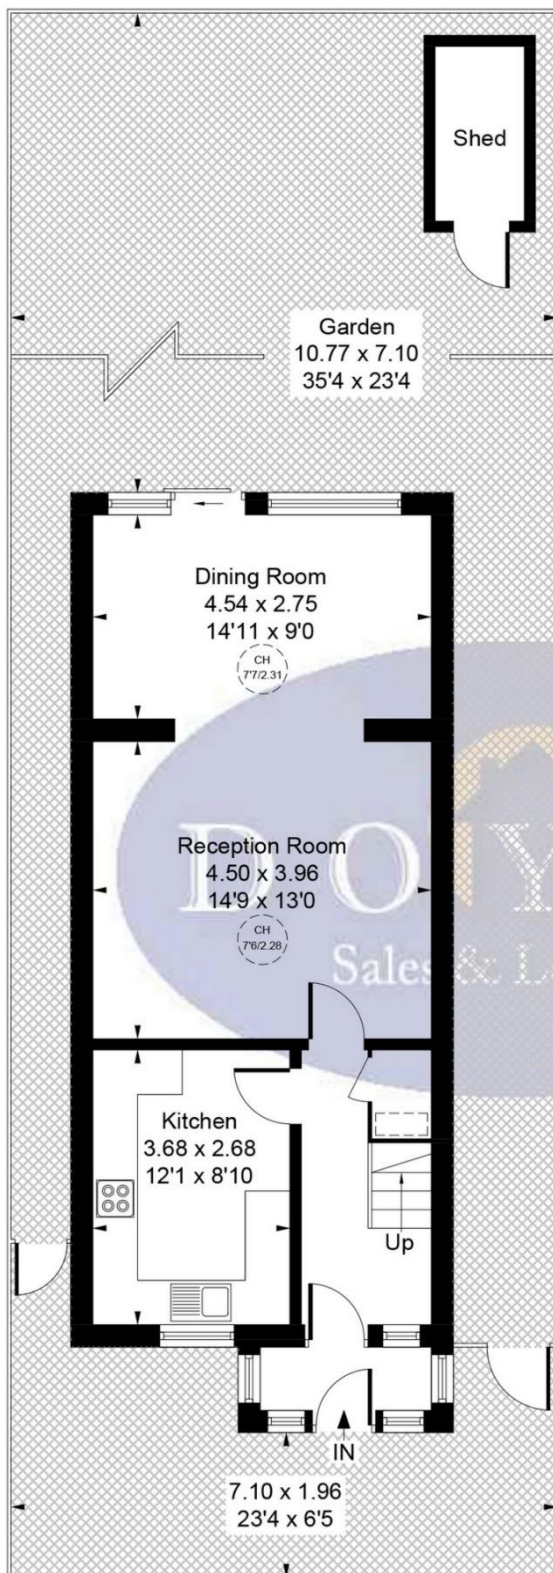 Shed
Garden
10.77 x 7.10
35'4 x 23'4
Dining Room
4.54 x 2.75
14'11 x 9'0
CH
7'7/2.31
Reception Room
4.50 x 3.96
14'9 x 13'0
CH
7'6/2.28
DOY
Sales & L
Kitchen
3.68 x 2.68
12'1 x 8'10
Up
IN
7.10 x 1.96
23'4 x 6'5